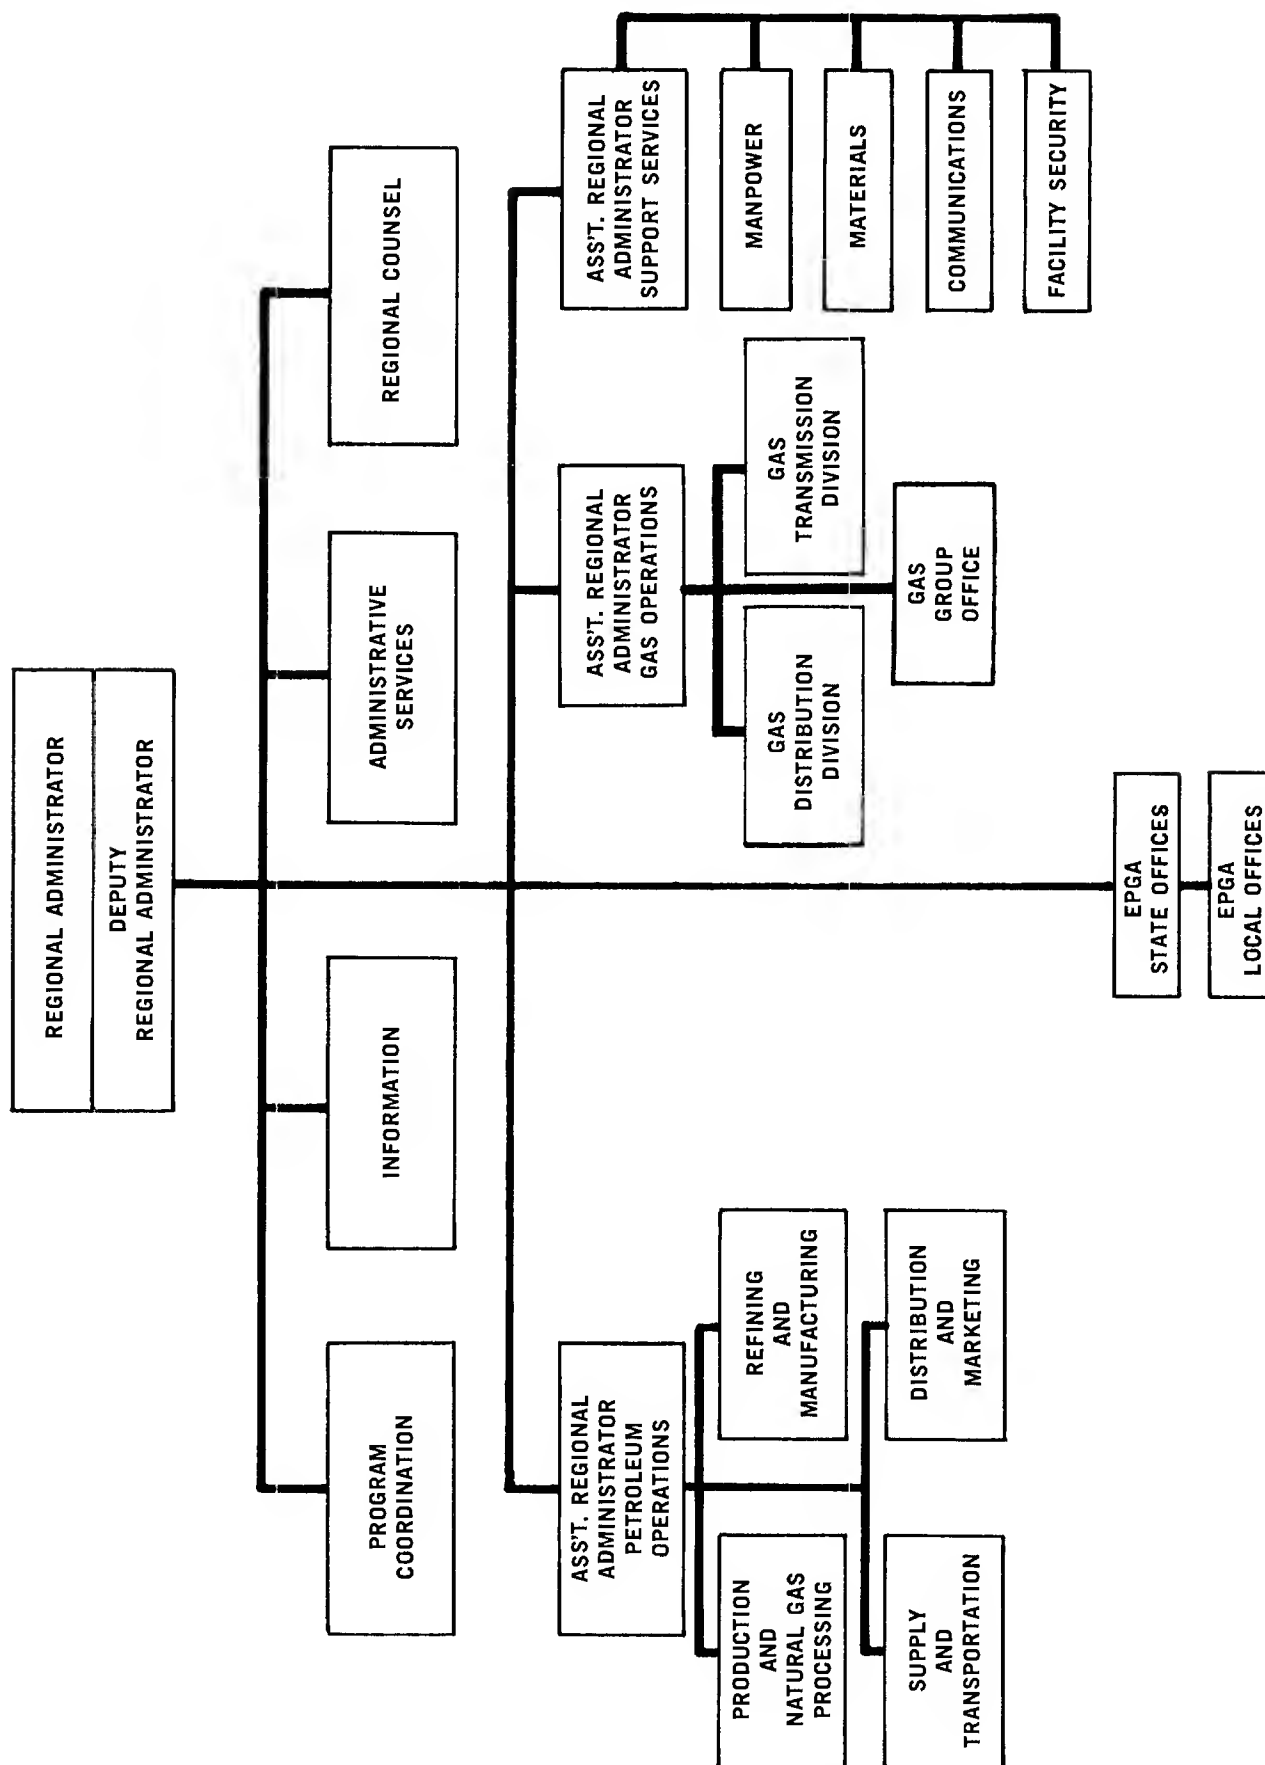 REGIONAL ADMINISTRATOR
DEPUTY
REGIONAL ADMINISTRATOR
PROGRAM
COORDINATION
INFORMATION
ADMINISTRATIVE
SERVICES
REGIONAL COUNSEL
ASS'T. REGIONAL
ADMINISTRATOR
PETROLEUM
OPERATIONS
ASS'T. REGIONAL
ADMINISTRATOR
GAS OPERATIONS
ASS'T. REGIONAL
ADMINISTRATOR
SUPPORT SERVICES
PRODUCTION
AND
NATURAL GAS
PROCESSING
REFINING
AND
MANUFACTURING
SUPPLY
AND
TRANSPORTATION
DISTRIBUTION
AND
MARKETING
GAS
DISTRIBUTION
DIVISION
GAS
TRANSMISSION
DIVISION
GAS
GROUP
OFFICE
MANPOWER
MATERIALS
COMMUNICATIONS
FACILITY SECURITY
EPGA
STATE OFFICES
EPGA
LOCAL OFFICES